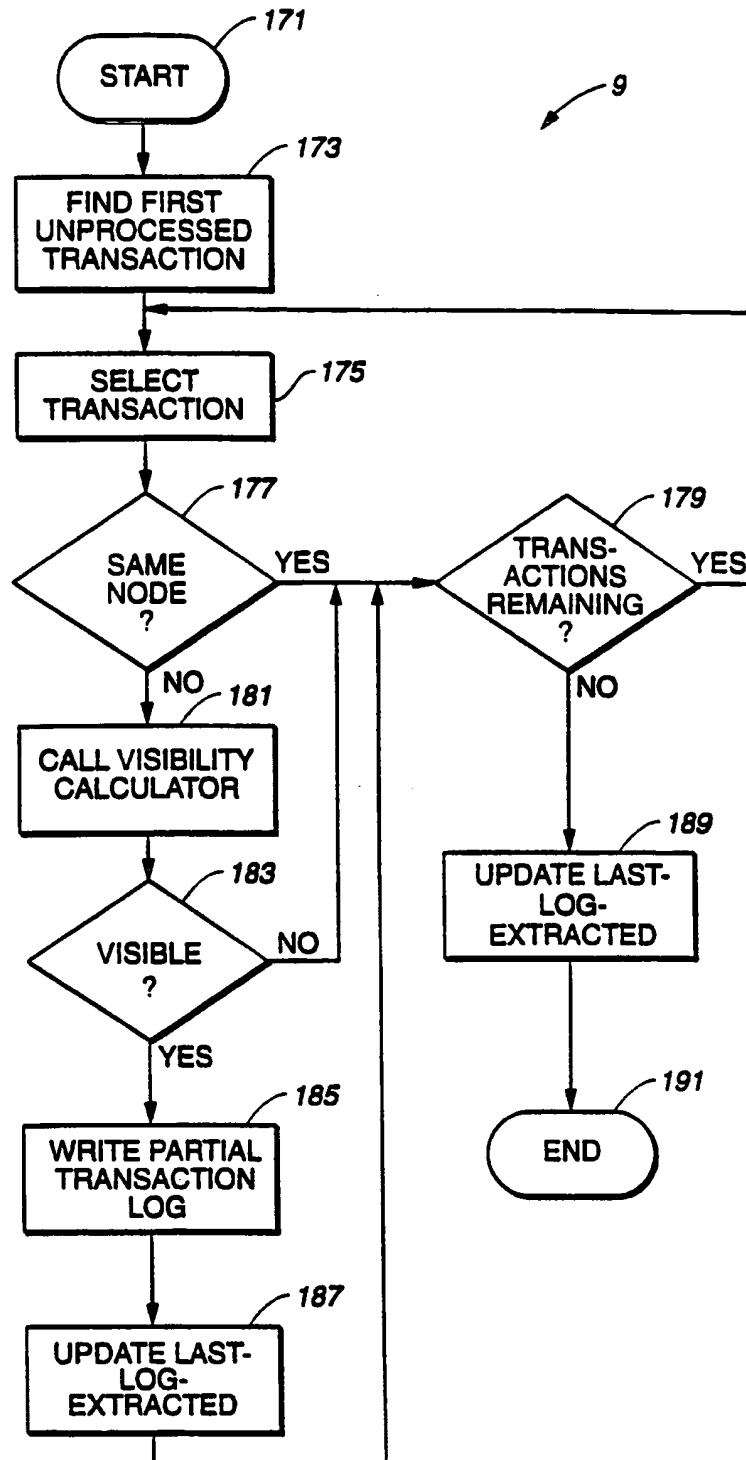 171
START
9
173
FIND FIRST
UNPROCESSED
TRANSACTION
175
SELECT
TRANSACTION
177
SAME
NODE
?
YES
NO
179
TRANS-
ACTIONS
REMAINING
?
YES
NO
181
CALL VISIBILITY
CALCULATOR
183
VISIBLE
?
NO
YES
185
WRITE PARTIAL
TRANSACTION
LOG
187
UPDATE LAST-
LOG-
EXTRACTED
189
UPDATE LAST-
LOG-
EXTRACTED
191
END